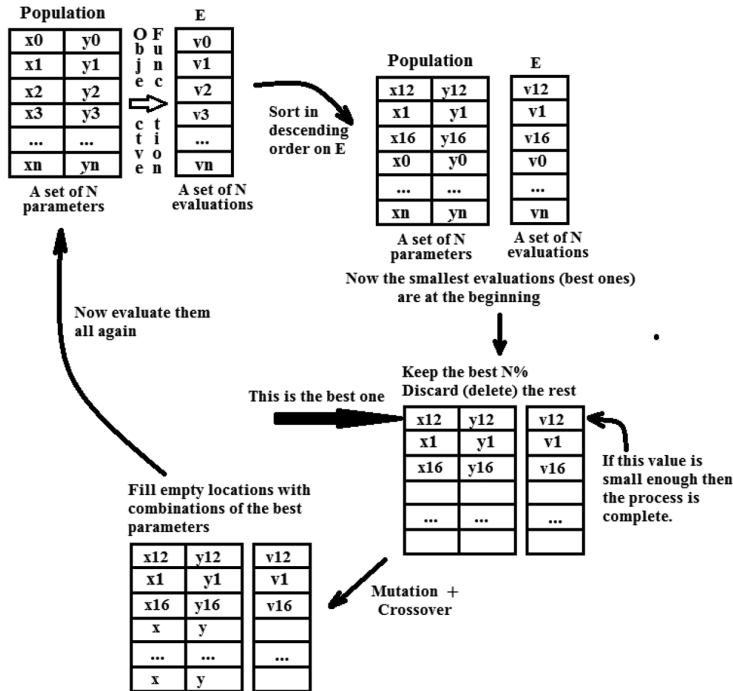 Population
E
x0 y0
x1 y1
x2 y2
x3 y3
... ...
xn yn
Obje ctve
Func tion
v0
v1
v2
v3
...
vn
A set of N
parameters
A set of N
evaluations
Sort in
descending
order on E
Population
E
x12 y12
x1 y1
x16 y16
x0 y0
... ...
xn yn
v12
v1
v16
v0
...
vn
A set of N
parameters
A set of N
evaluations
Now the smallest evaluations (best ones)
are at the beginning
Keep the best N%
Discard (delete) the rest
This is the best one
x12 y12
x1 y1
x16 y16
... ...
v12
v1
v16
...
If this value is
small enough then
the process is
complete.
Mutation +
Crossover
Fill empty locations with
combinations of the best
parameters
x12 y12
x1 y1
x16 y16
x y
... ...
x y
v12
v1
v16
...
Now evaluate them
all again